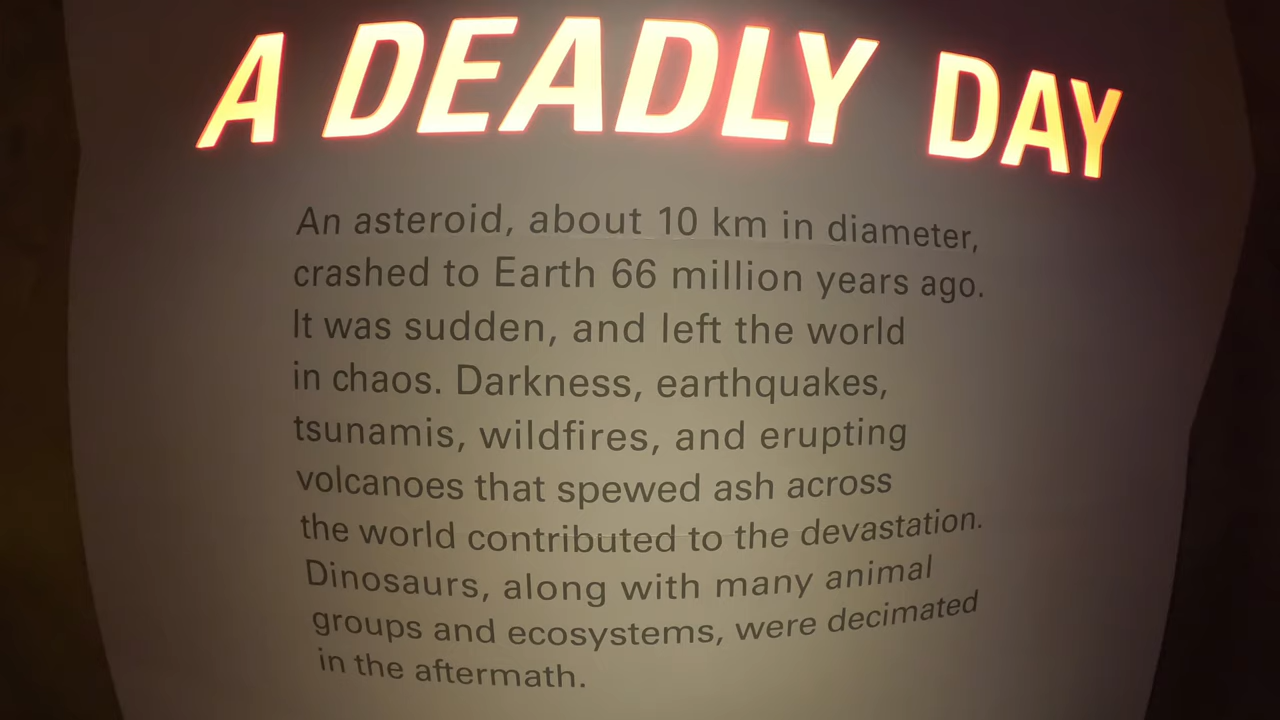 A DEADLY DAY
An asteroid, about 10 km in diameter,
crashed to Earth 66 million years ago.
It was sudden, and left the world
in chaos. Darkness, earthquakes,
tsunamis, wildfires, and erupting
volcanoes that spewed ash across
the world contributed to the devastation.
Dinosaurs, along with many animal
groups and ecosystems, were decimated
in the aftermath.